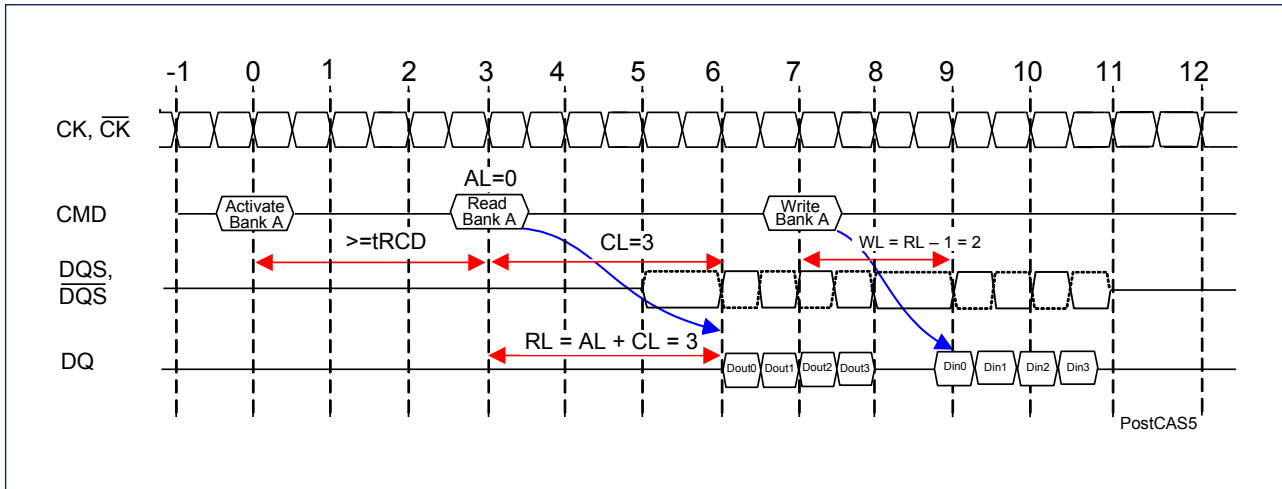 -1 0 1 2 3 4 5 6 7 8 9 10 11 12
CK, C̅K̅
AL=0
CMD
Activate
Bank A
Read
Bank A
Write
Bank A
>=tRCD
CL=3
WL = RL – 1 = 2
DQS,
D̅Q̅S̅
RL = AL + CL = 3
DQ
Dout0 Dout1 Dout2 Dout3
Din0 Din1 Din2 Din3
PostCAS5